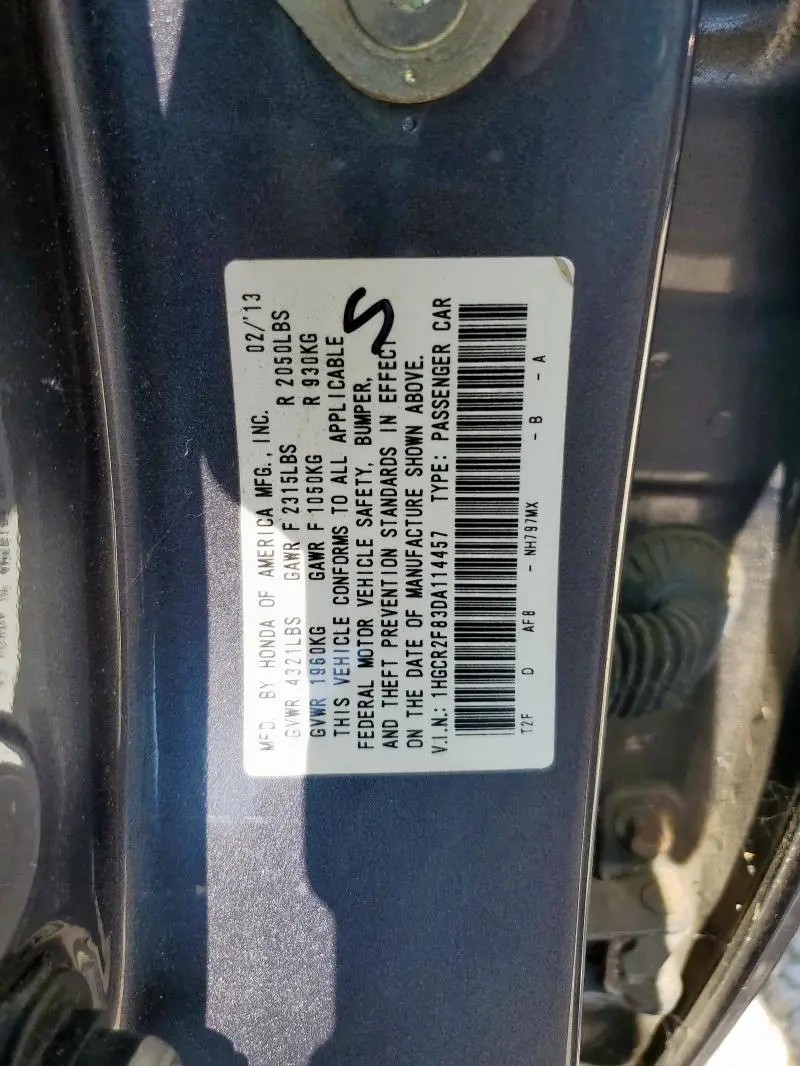 MFD. BY HONDA OF AMERICA MFG., INC. 02/'13
GVWR 4321LBS GAWR F 2315LBS R 2050LBS
GVWR 1960KG GAWR F 1050KG R 930KG
THIS VEHICLE CONFORMS TO ALL APPLICABLE
FEDERAL MOTOR VEHICLE SAFETY, BUMPER,
AND THEFT PREVENTION STANDARDS IN EFFECT
ON THE DATE OF MANUFACTURE SHOWN ABOVE.
V.I.N.: 1HGCR2F83DA114457 TYPE: PASSENGER CAR
T2F D AF8 - NH797MX - B - A